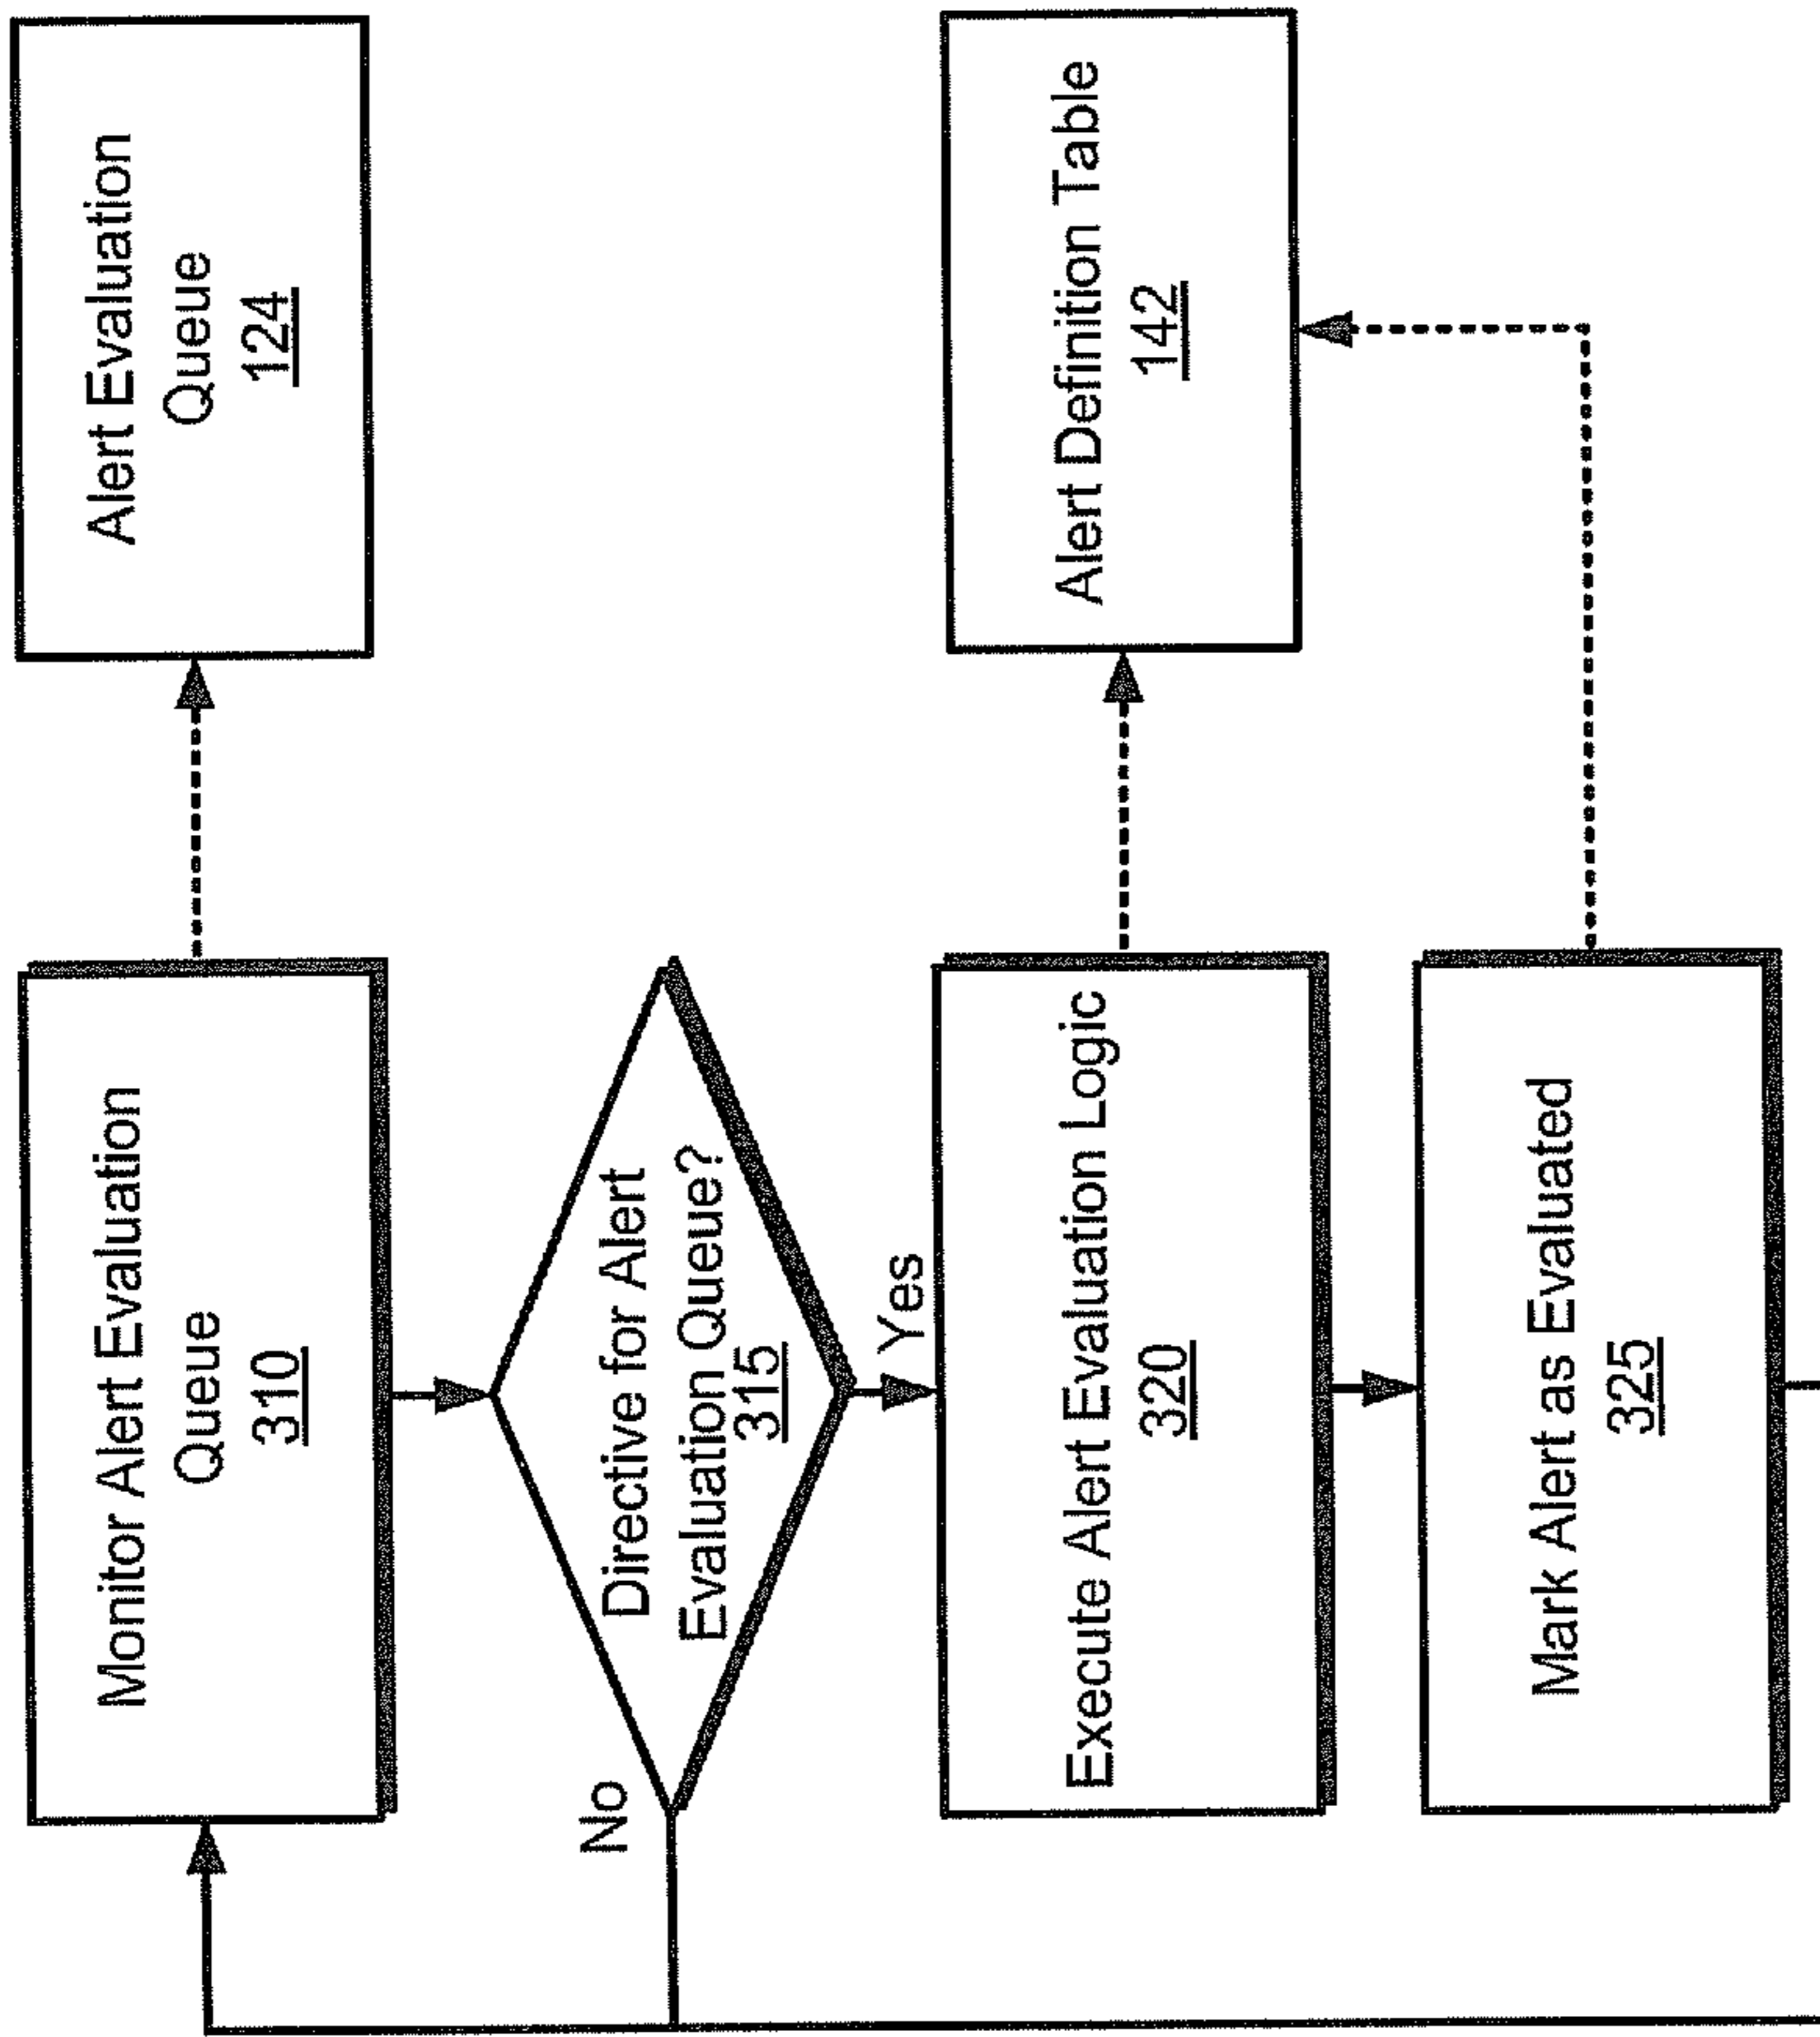 Monitor Alert Evaluation
Queue
310
Alert Evaluation
Queue
124
Directive for Alert
Evaluation Queue?
315
No
Yes
Execute Alert Evaluation Logic
320
Alert Definition Table
142
Mark Alert as Evaluated
325